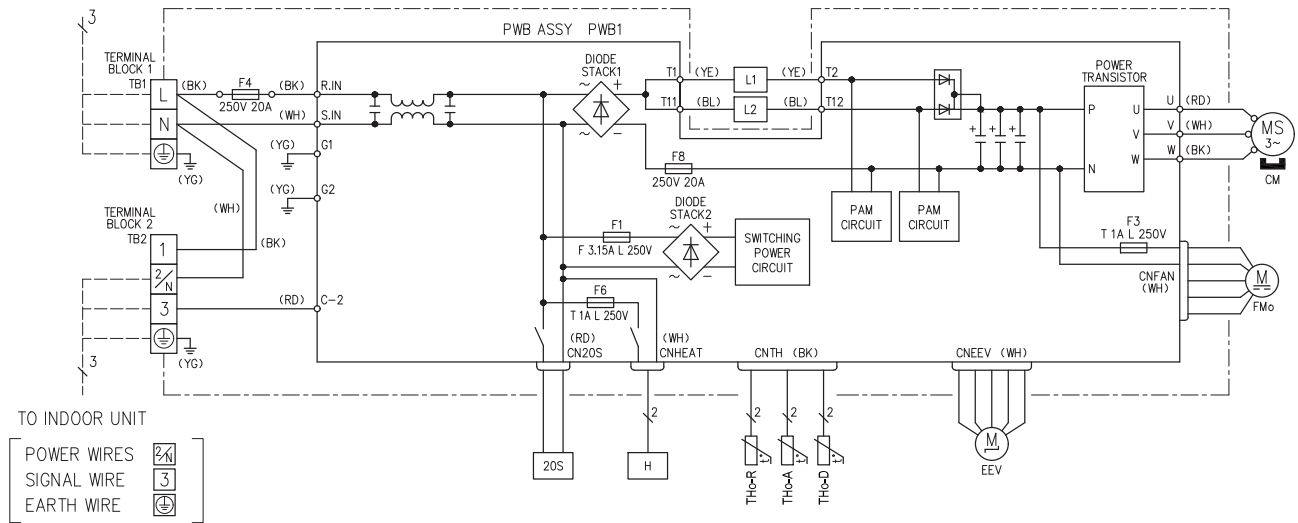 3
TERMINAL
BLOCK 1
TB1
L
N
(YG)
(BK)
F4
250V 20A
(BK)
(WH)
R.IN
S.IN
(YG)
G1
(YG)
G2
PWB ASSY PWB1
DIODE
STACK1
~
+
~
−
T1
T11
(YE)
L1
(YE)
(BL)
L2
(BL)
T2
T12
F8
250V 20A
PAM
CIRCUIT
PAM
CIRCUIT
+
+
+
POWER
TRANSISTOR
P
N
U
V
W
U (RD)
V (WH)
W (BK)
MS
3~
CM
(WH)
TERMINAL
BLOCK 2
TB2
1
2/N
3
(BK)
(RD)
C-2
(YG)
3
F1
F 3.15A L 250V
DIODE
STACK2
~
+
~
−
SWITCHING
POWER
CIRCUIT
F6
T 1A L 250V
F3
T 1A L 250V
CNFAN
(WH)
M
FMo
(RD)
CN20S
(WH)
CNHEAT
CNTH (BK)
CNEEV (WH)
2
2
2
2
20S
H
t°
t°
t°
THo-R
THo-A
THo-D
M
EEV
TO INDOOR UNIT
POWER WIRES 2/N
SIGNAL WIRE 3
EARTH WIRE